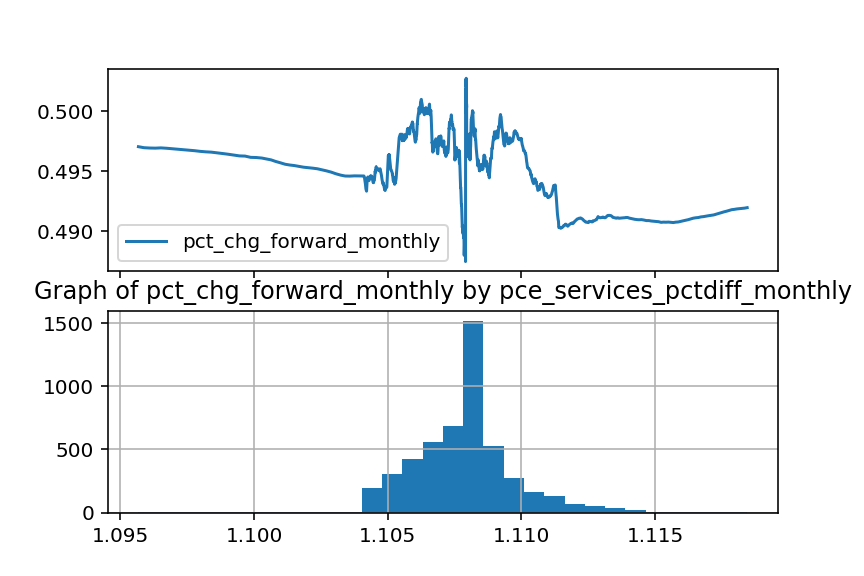 0.500
0.495
0.490
pct_chg_forward_monthly
Graph of pct_chg_forward_monthly by pce_services_pctdiff_monthly
1500
1000
500
0
1.095 1.100 1.105 1.110 1.115